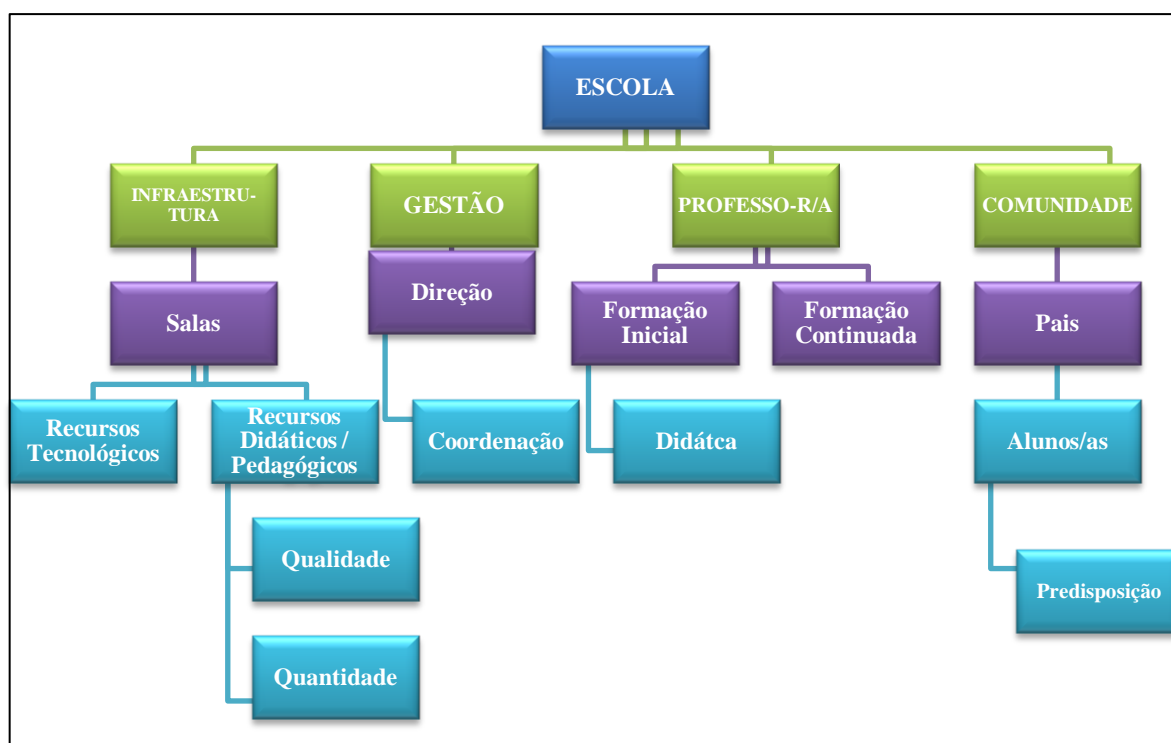 ESCOLA
INFRAESTRU-
TURA
GESTÃO
PROFESSO-R/A
COMUNIDADE
Salas
Direção
Formação
Inicial
Formação
Continuada
Pais
Recursos
Tecnológicos
Recursos
Didáticos /
Pedagógicos
Coordenação
Didátca
Alunos/as
Qualidade
Predisposição
Quantidade